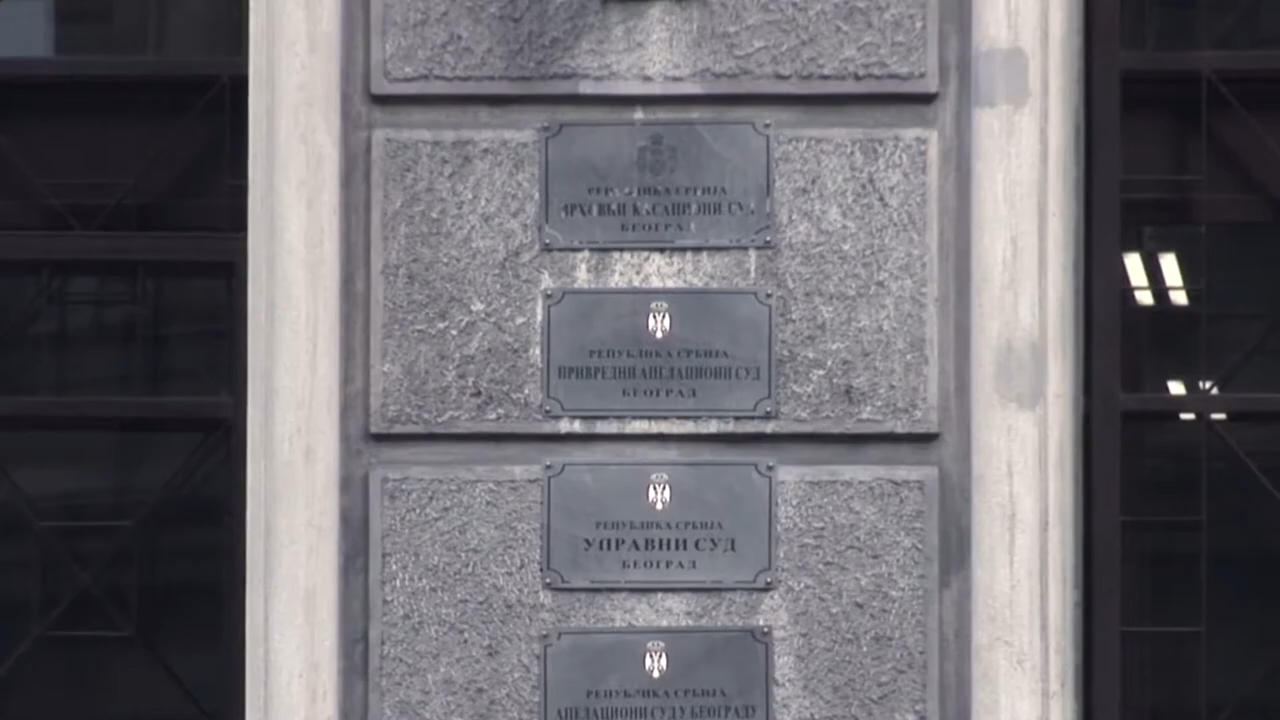 РЕПУБЛИКА СРБИЈА
ВРХОВНИ КАСАЦИОНИ СУД
БЕОГРАД
РЕПУБЛИКА СРБИЈА
ПРИВРЕДНИ АПЕЛАЦИОНИ СУД
БЕОГРАД
РЕПУБЛИКА СРБИЈА
УПРАВНИ СУД
БЕОГРАД
РЕПУБЛИКА СРБИЈА
АПЕЛАЦИОНИ СУД У БЕОГРАДУ